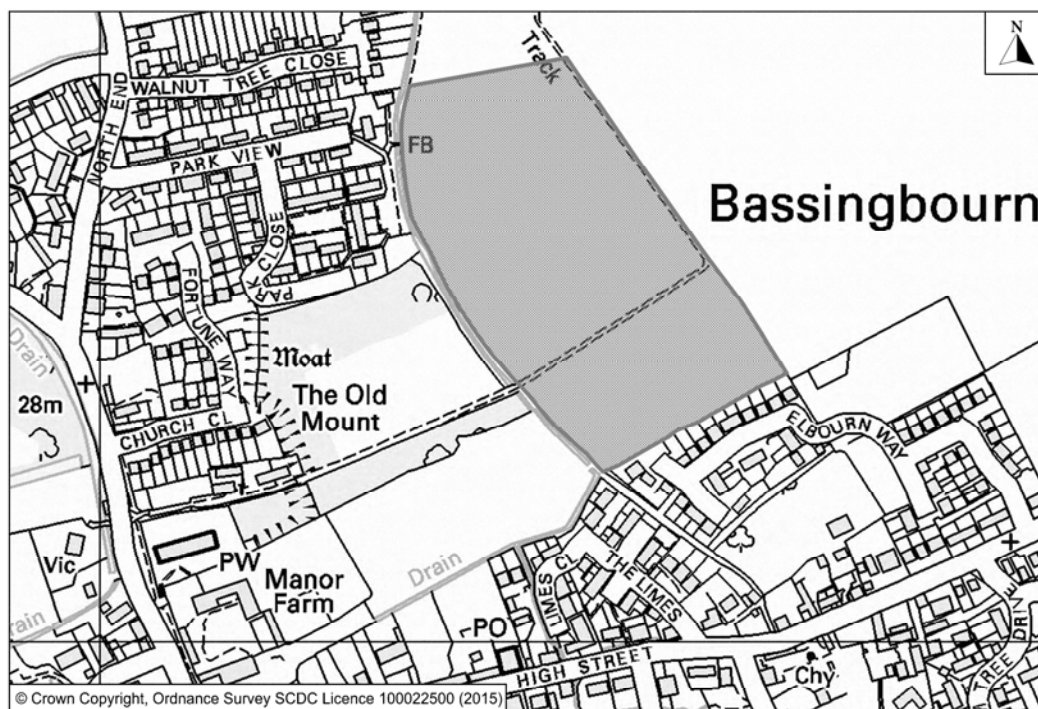 N
WALNUT TREE CLOSE
Track
NORTH END
FB
PARK VIEW
Bassingbourn
PARK CLOSE
FORTUNE WAY
Drain
Moat
28m
The Old
Mount
CHURCH CL
ELBOURN WAY
Vic
PW
Manor
Farm
Drain
LIMES CL
THE LIMES
PO
HIGH STREET
Chy
TREE DRIVE
© Crown Copyright, Ordnance Survey SCDC Licence 100022500 (2015)